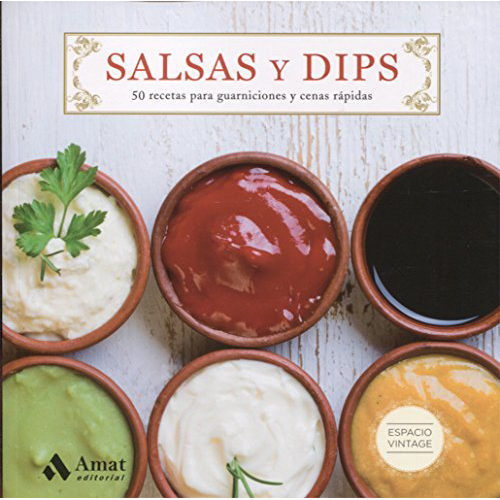 SALSAS Y DIPS
50 recetas para guarniciones y cenas rápidas
ESPACIO
VINTAGE
Amat
editorial